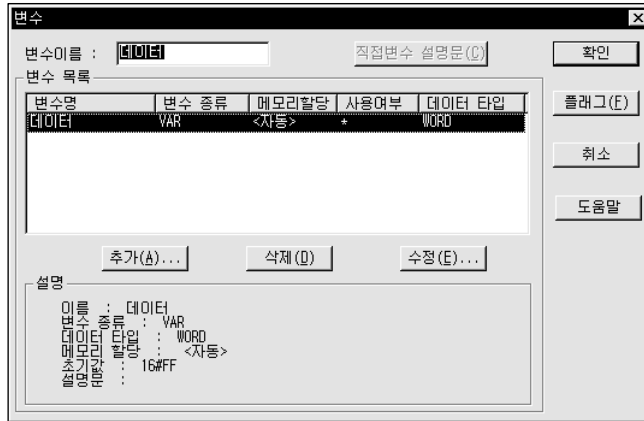 변수
변수이름 : 데이터 직접변수 설명문(C) 확인
변수 목록
변수명 변수 종류 메모리할당 사용여부 데이터 타입 플래그(F)
데이터 VAR <자동> * WORD
취소
도움말
추가(A)... 삭제(D) 수정(E)...
설명
이름 : 데이터
변수 종류 : VAR
데이터 타입 : WORD
메모리 할당 : <자동>
초기값 : 16#FF
설명문 :